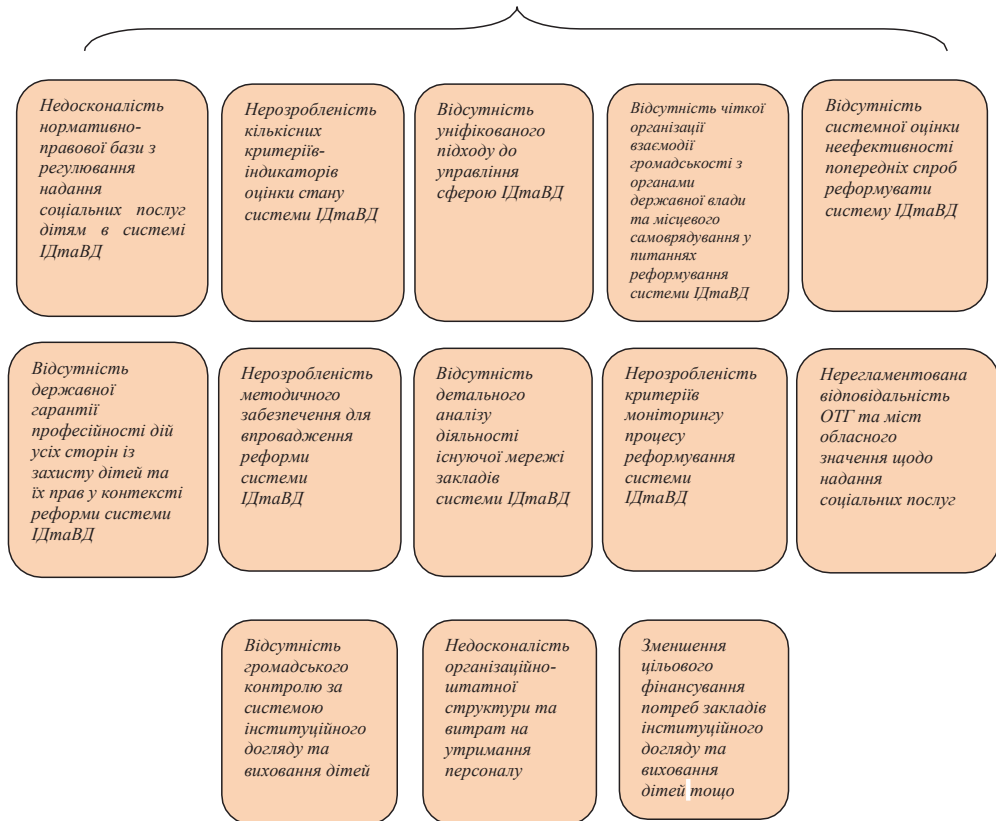 Недосконалість
нормативно-
правової бази з
регулювання
надання
соціальних послуг
дітям в системі
ІДтаВД
Нерозробленість
кількісних
критеріїв-
індикаторів
оцінки стану
системи ІДтаВД
Відсутність
уніфікованого
підходу до
управління
сферою ІДтаВД
Відсутність чіткої
організації
взаємодії
громадськості з
органами
державної влади
та місцевого
самоврядування у
питаннях
реформування
системи ІДтаВД
Відсутність
системної оцінки
неефективності
попередніх спроб
реформувати
систему ІДтаВД
Відсутність
державної
гарантії
професійності дій
усіх сторін із
захисту дітей та
їх прав у контексті
реформи системи
ІДтаВД
Нерозробленість
методичного
забезпечення для
впровадження
реформи
системи
ІДтаВД
Відсутність
детального
аналізу
діяльності
існуючої мережі
закладів
системи ІДтаВД
Нерозробленість
критеріїв
моніторингу
процесу
реформування
системи
ІДтаВД
Нерегламентована
відповідальність
ОТГ та міст
обласного
значення щодо
надання
соціальних послуг
Відсутність
громадського
контролю за
системою
інституційного
догляду та
виховання дітей
Недосконалість
організаційно-
штатної
структури та
витрат на
утримання
персоналу
Зменшення
цільового
фінансування
потреб закладів
інституційного
догляду та
виховання
дітей тощо